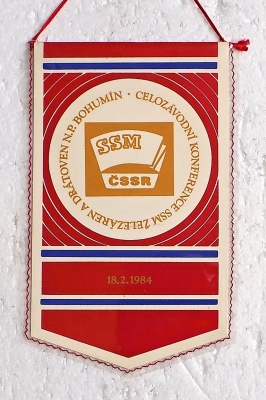 CELOZÁVODNÍ KONFERENCE SSM ŽELEZÁREN A DRÁTOVEN N.P. BOHUMÍN ·
SSM
ČSSR
18.2.1984